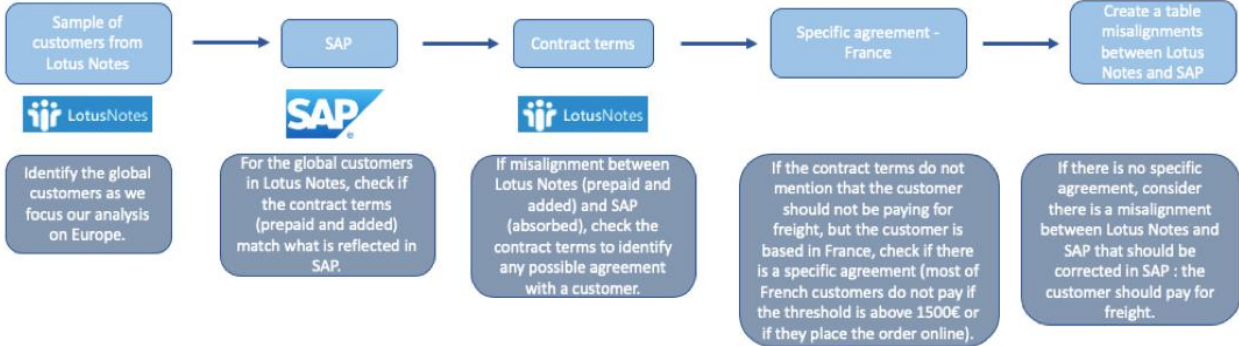 Sample of
customers from
Lotus Notes
SAP
Contract terms
Specific agreement -
France
Create a table
misalignments
between Lotus
Notes and SAP
LotusNotes
SAP
®
LotusNotes
Identify the global
customers as we
focus our analysis
on Europe.
For the global customers
in Lotus Notes, check if
the contract terms
(prepaid and added)
match what is reflected in
SAP.
If misalignment between
Lotus Notes (prepaid and
added) and SAP
(absorbed), check the
contract terms to identify
any possible agreement
with a customer.
If the contract terms do not
mention that the customer
should not be paying for
freight, but the customer is
based in France, check if there
is a specific agreement (most of
French customers do not pay if
the threshold is above 1500€ or
if they place the order online).
If there is no specific
agreement, consider
there is a misalignment
between Lotus Notes and
SAP that should be
corrected in SAP : the
customer should pay for
freight.